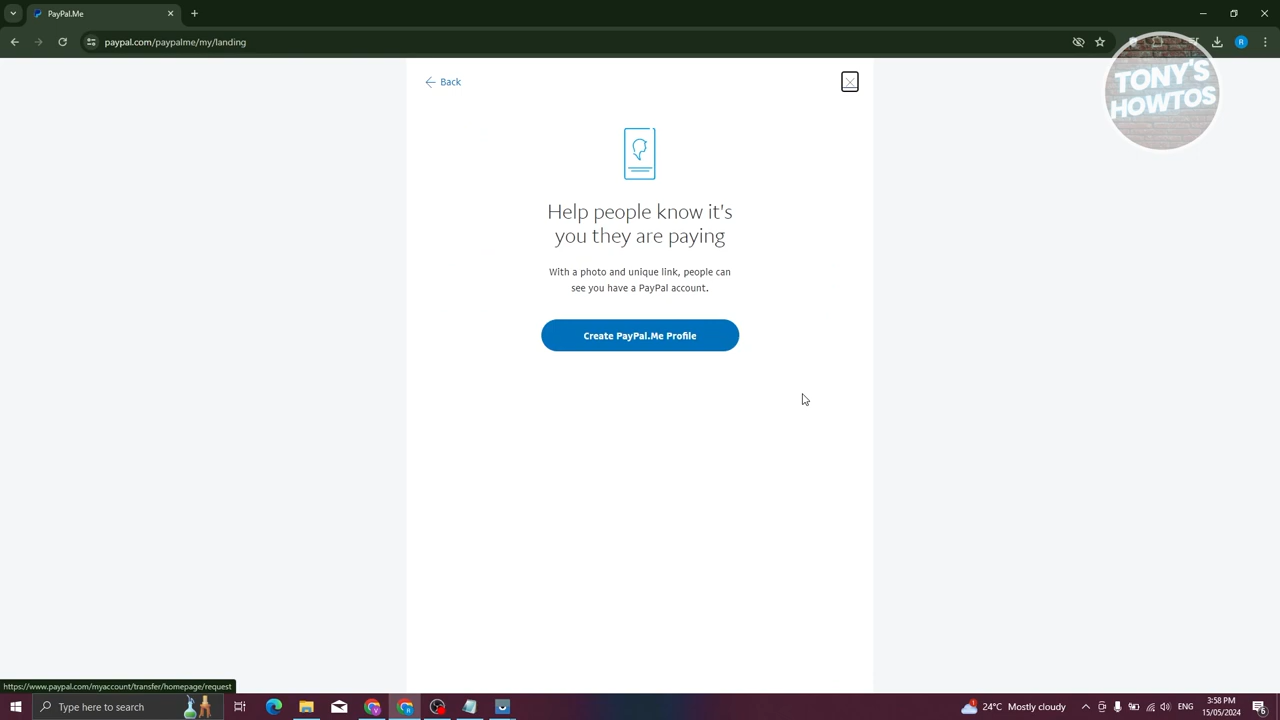 PayPal.Me
paypal.com/paypalme/my/landing
R
TONY'S
HOWTOS
Back
Help people know it's
you they are paying
With a photo and unique link, people can
see you have a PayPal account.
Create PayPal.Me Profile
https://www.paypal.com/myaccount/transfer/homepage/request
Type here to search
24°C Mostly cloudy
3:58 PM
15/05/2024